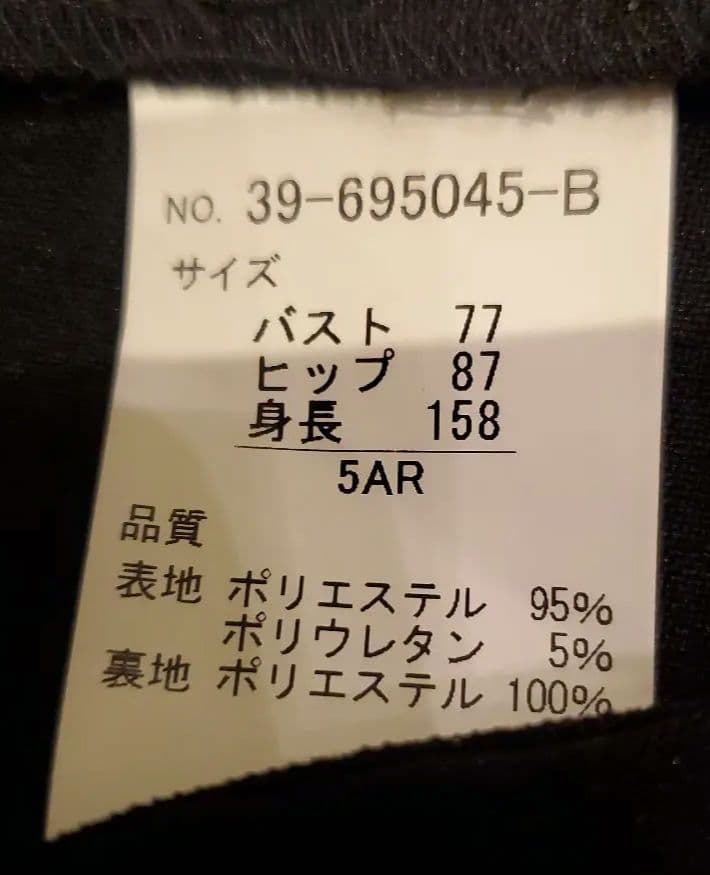 NO. 39-695045-B
サイズ
バスト 77
ヒップ 87
身長 158
5AR
品質
表地 ポリエステル 95%
ポリウレタン 5%
裏地 ポリエステル 100%